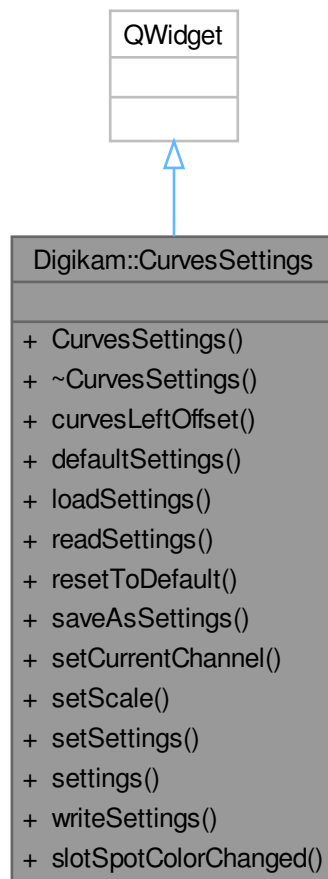 QWidget
Digikam::CurvesSettings
+ CurvesSettings()
+ ~CurvesSettings()
+ curvesLeftOffset()
+ defaultSettings()
+ loadSettings()
+ readSettings()
+ resetToDefault()
+ saveAsSettings()
+ setCurrentChannel()
+ setScale()
+ setSettings()
+ settings()
+ writeSettings()
+ slotSpotColorChanged()